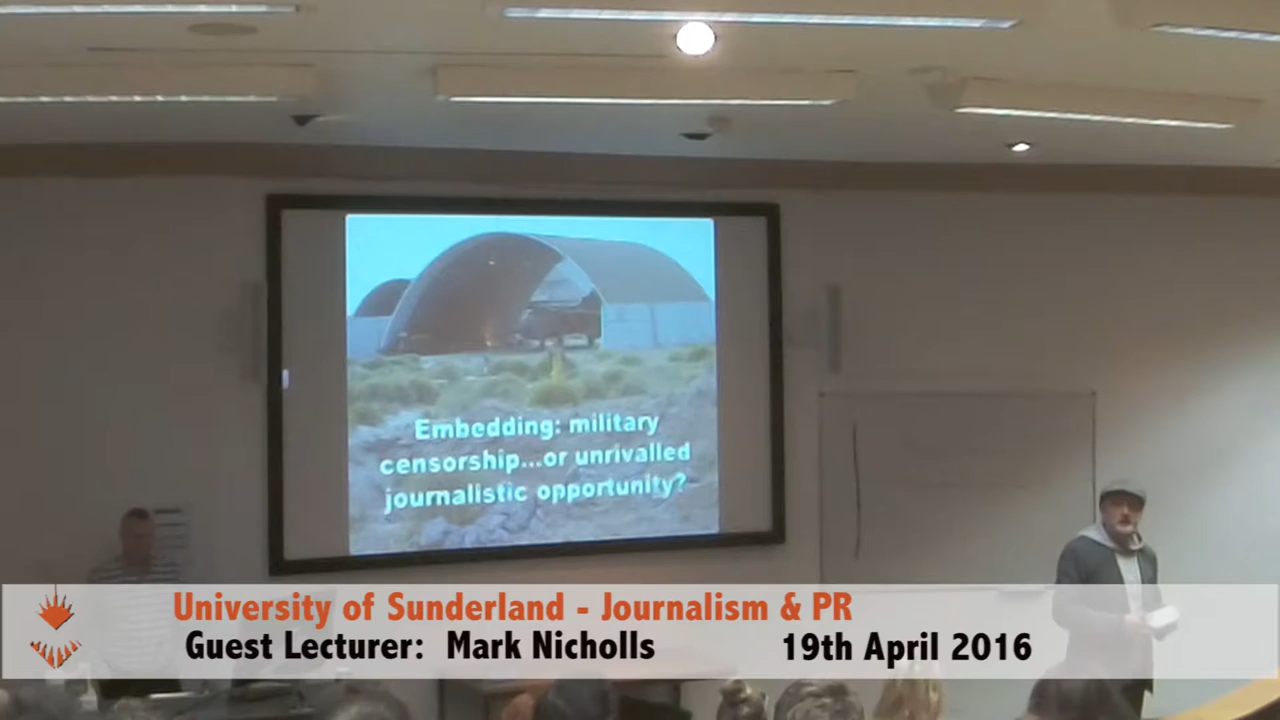 Embedding: military
censorship...or unrivalled
journalistic opportunity?
University of Sunderland - Journalism & PR
Guest Lecturer: Mark Nicholls 19th April 2016